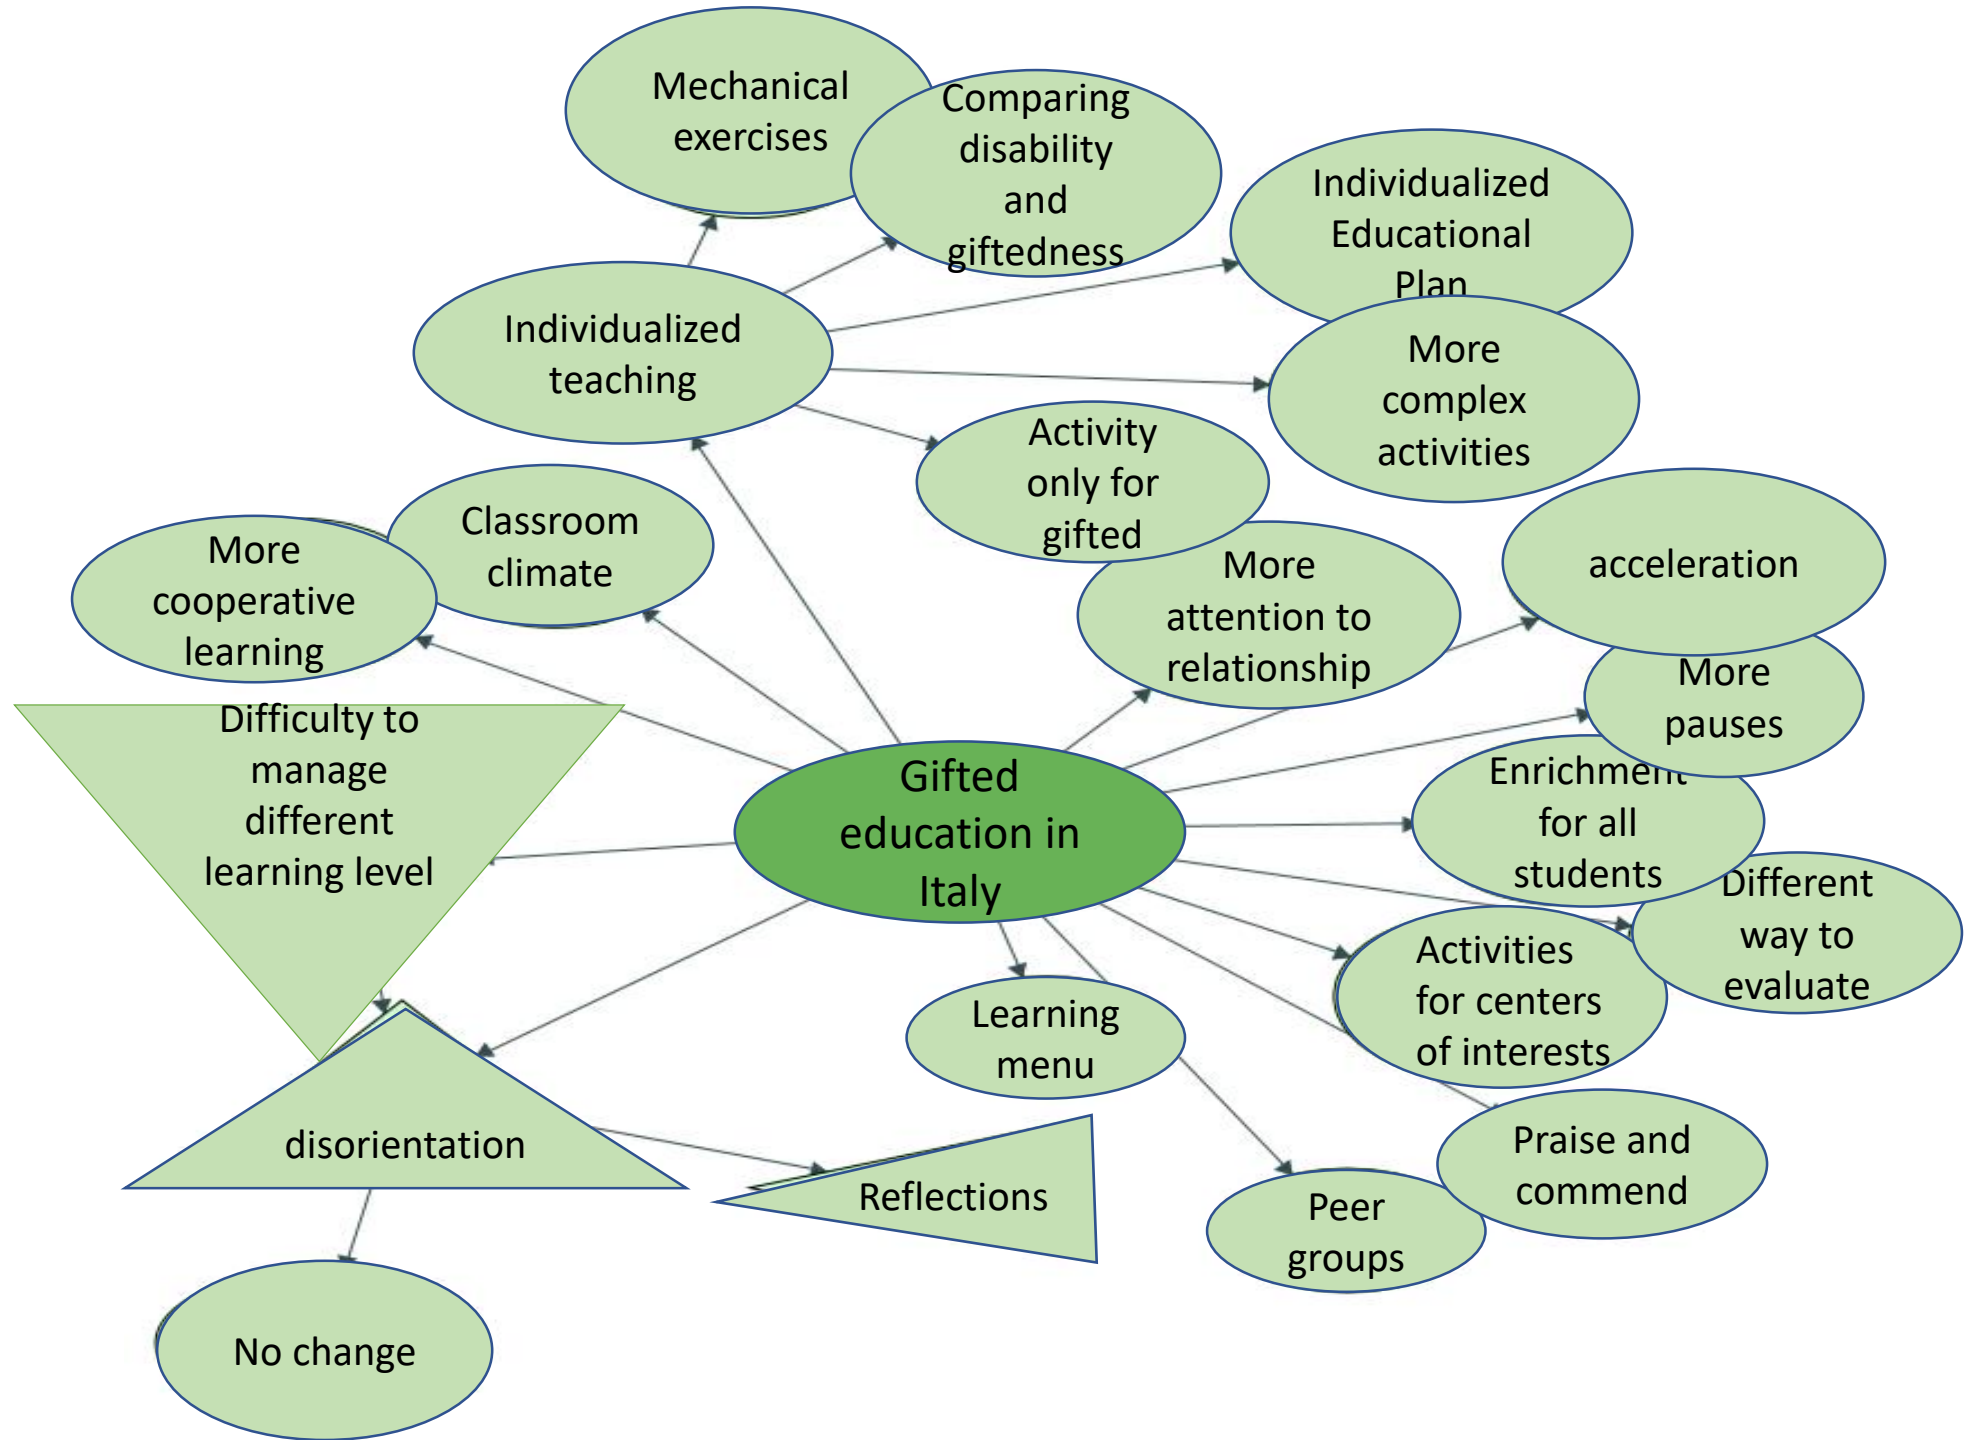 Mechanical
exercises
Comparing
disability
and
giftedness
Individualized
Educational
Plan
Individualized
teaching
More
complex
activities
Activity
only for
gifted
Classroom
climate
More
cooperative
learning
More
attention to
relationship
acceleration
More
pauses
Difficulty to
manage
different
learning level
Gifted
education in
Italy
Enrichment
for all
students
Different
way to
evaluate
Activities
for centers
of interests
Learning
menu
disorientation
Reflections
Praise and
commend
Peer
groups
No change